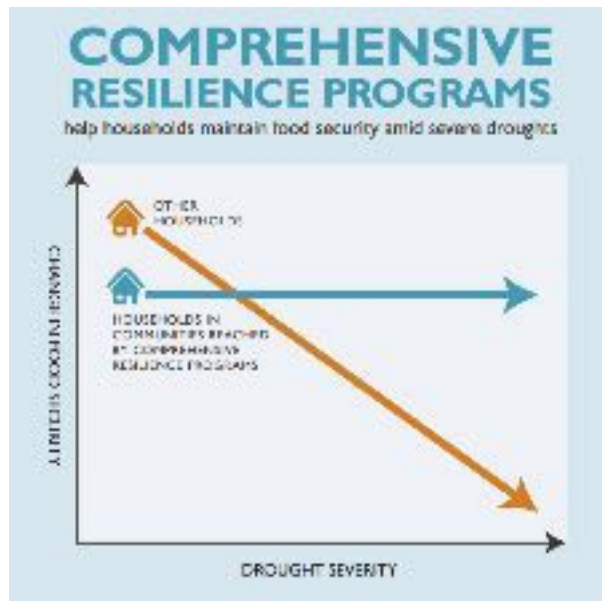 COMPREHENSIVE
RESILIENCE PROGRAMS
help households maintain food security amid severe droughts
OTHER
HOUSEHOLDS
CHANGE IN FOOD SECURITY
HOUSEHOLDS IN
COMMUNITIES REACHED
BY COMPREHENSIVE
RESILIENCE PROGRAMS
DROUGHT SEVERITY